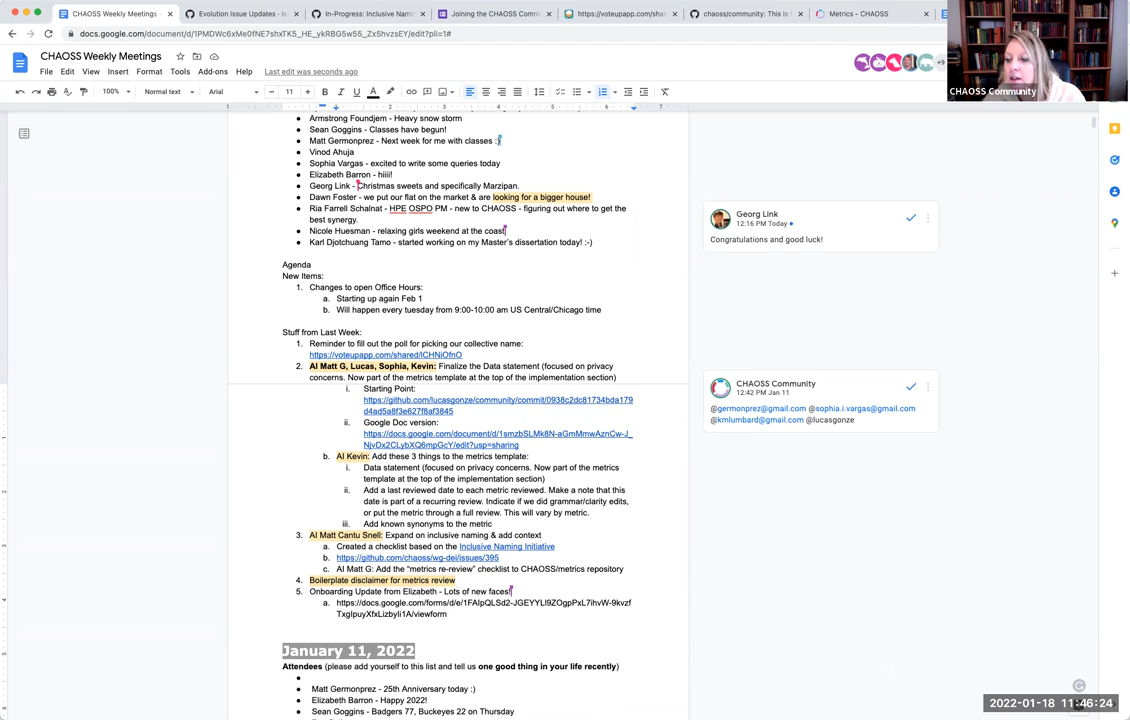 CHAOSS Weekly Meetings -
Evolution Issue Updates - Iss
In-Progress: Inclusive Namin
Joining the CHAOSS Commu
https://voteupapp.com/shar
chaoss/community: This is t
Metrics - CHAOSS
docs.google.com/document/d/1PMDWc6xMe0fNE7shxTK5_HE_ykRBG5w55_Zx5hvzsEY/edit?pli=1#
CHAOSS Weekly Meetings
File Edit View Insert Format Tools Add-ons Help Last edit was seconds ago
+9
CHAOSS Community
100% Normal text Arial 11 B I U A
1 1 2 3 4 5 6 7
Armstrong Foundjem - Heavy snow storm
Sean Goggins - Classes have begun!
Matt Germonprez - Next week for me with classes :)
Vinod Ahuja
Sophia Vargas - excited to write some queries today
Elizabeth Barron - hiiii!
Georg Link - Christmas sweets and specifically Marzipan.
Dawn Foster - we put our flat on the market & are looking for a bigger house!
Ria Farrell Schalnat - HPE OSPO PM - new to CHAOSS - figuring out where to get the
best synergy.
Nicole Huesman - relaxing girls weekend at the coast
Karl Djotchuang Tamo - started working on my Master's dissertation today! :-)
Georg Link
12:16 PM Today
Congratulations and good luck!
Agenda
New Items:
1. Changes to open Office Hours:
a. Starting up again Feb 1
b. Will happen every tuesday from 9:00-10:00 am US Central/Chicago time
Stuff from Last Week:
1. Reminder to fill out the poll for picking our collective name:
https://voteupapp.com/shared/lCHNiOfnO
2. AI Matt G, Lucas, Sophia, Kevin: Finalize the Data statement (focused on privacy
concerns. Now part of the metrics template at the top of the implementation section)
i. Starting Point:
https://github.com/lucasgonze/community/commit/0938c2dc81734bda179
d4ad5a8f3e627f8af3845
ii. Google Doc version:
https://docs.google.com/document/d/1smzbSLMk8N-aGmMmwAznCw-J_
NjvDx2CLybXQ6mpGcY/edit?usp=sharing
b. AI Kevin: Add these 3 things to the metrics template:
i. Data statement (focused on privacy concerns. Now part of the metrics
template at the top of the implementation section)
ii. Add a last reviewed date to each metric reviewed. Make a note that this
date is part of a recurring review. Indicate if we did grammar/clarity edits,
or put the metric through a full review. This will vary by metric.
iii. Add known synonyms to the metric
3. AI Matt Cantu Snell: Expand on inclusive naming & add context
a. Created a checklist based on the Inclusive Naming Initiative
b. https://github.com/chaoss/wg-dei/issues/395
c. AI Matt G: Add the "metrics re-review" checklist to CHAOSS/metrics repository
4. Boilerplate disclaimer for metrics review
5. Onboarding Update from Elizabeth - Lots of new faces!
a. https://docs.google.com/forms/d/e/1FAIpQLSd2-JGEYYLl9ZOgpPxL7ihvW-9kvzf
TxgIpuyXfxLizbyIi1A/viewform
CHAOSS Community
12:42 PM Jan 11
@germonprez@gmail.com @sophia.i.vargas@gmail.com
@kmlumbard@gmail.com @lucasgonze
January 11, 2022
Attendees (please add yourself to this list and tell us one good thing in your life recently)
Matt Germonprez - 25th Anniversary today :)
Elizabeth Barron - Happy 2022!
Sean Goggins - Badgers 77, Buckeyes 22 on Thursday
2022-01-18 11:46:24